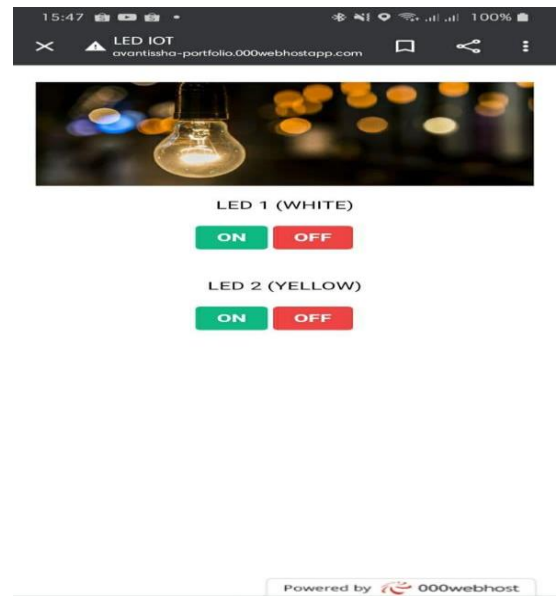 15:47 100%
LED IOT
avantissha-portfolio.000webhostapp.com
LED 1 (WHITE)
ON OFF
LED 2 (YELLOW)
ON OFF
Powered by 000webhost